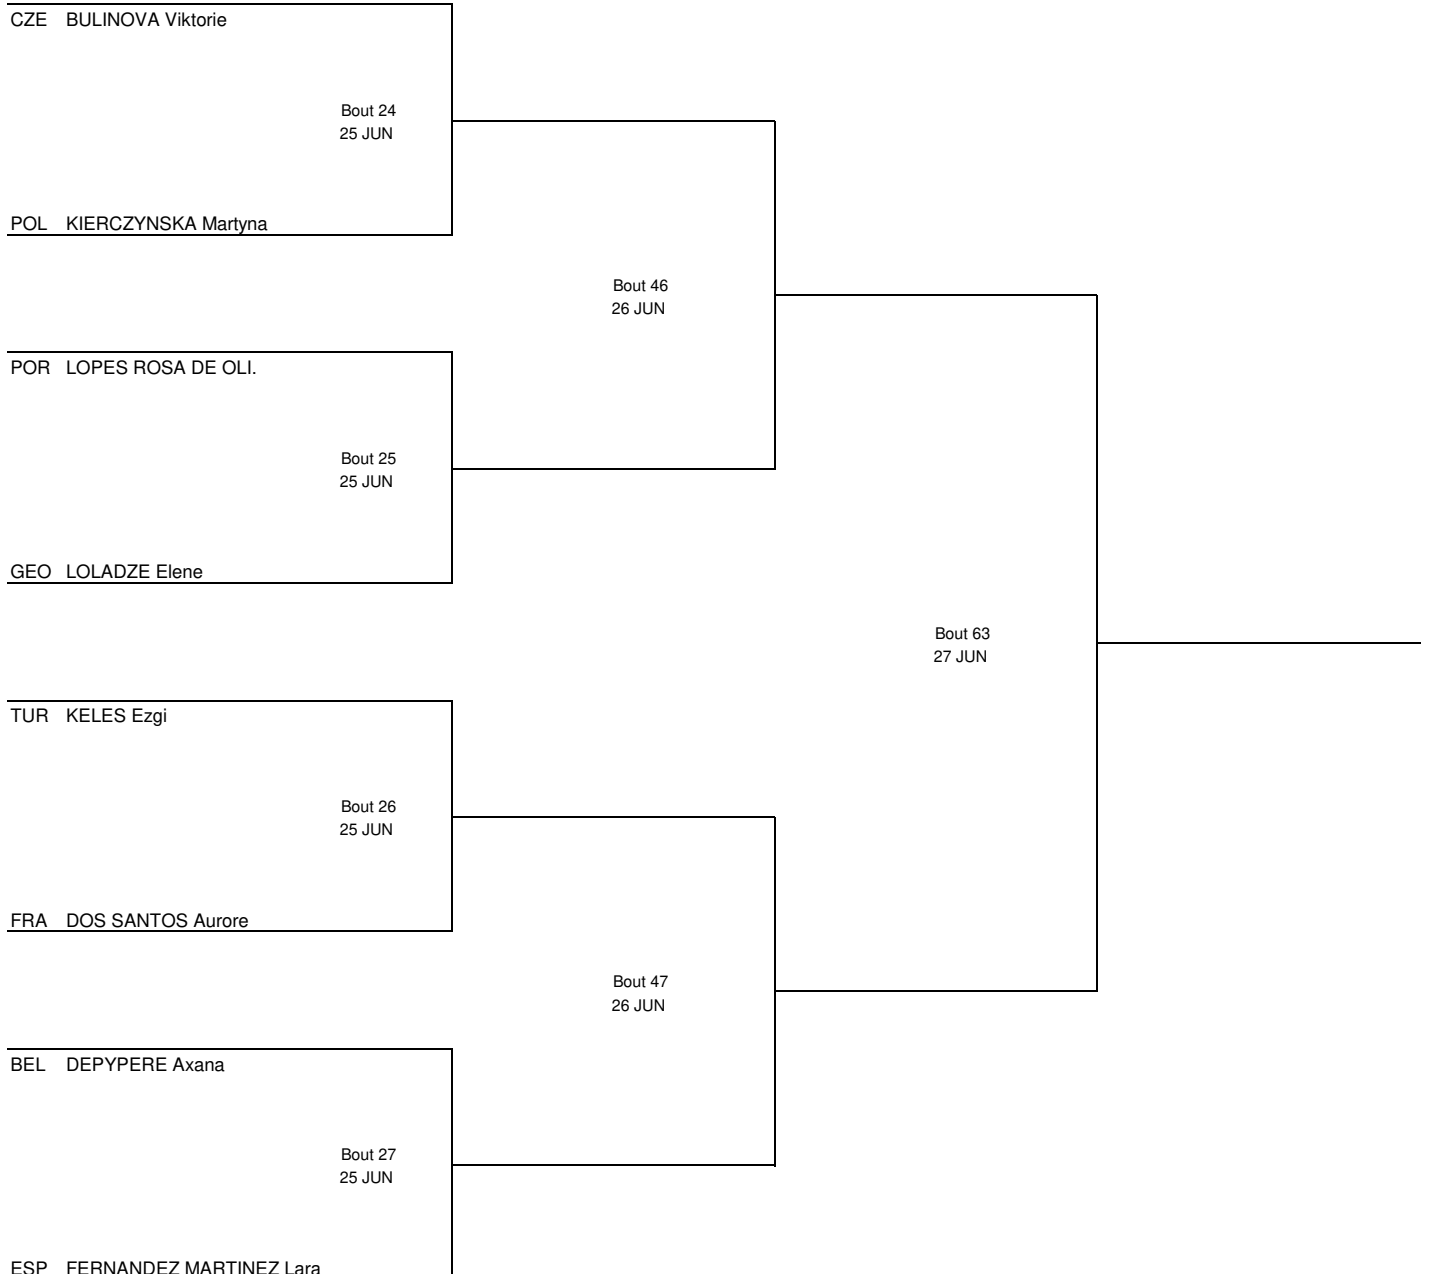 CZE BULINOVA Viktorie
Bout 24
25 JUN
POL KIERCZYNSKA Martyna
Bout 46
26 JUN
POR LOPES ROSA DE OLI.
Bout 25
25 JUN
GEO LOLADZE Elene
Bout 63
27 JUN
TUR KELES Ezgi
Bout 26
25 JUN
FRA DOS SANTOS Aurore
Bout 47
26 JUN
BEL DEPYPERE Axana
Bout 27
25 JUN
ESP FERNANDEZ MARTINEZ Lara